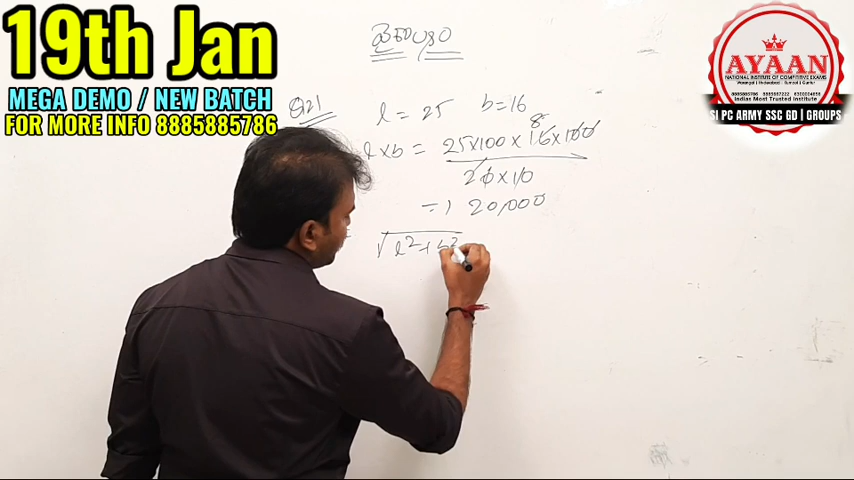 19th Jan
MEGA DEMO / NEW BATCH
FOR MORE INFO 8885885786
AYAAN
NATIONAL INSTITUTE OF COMPETITIVE EXAMS
Indias Most Trusted Institute
SI PC ARMY SSC GD | GROUPS
l = 25 b = 16
l × b = 25 × 100 × 16 × 100
8
20 × 10
20,000
√l² + b²